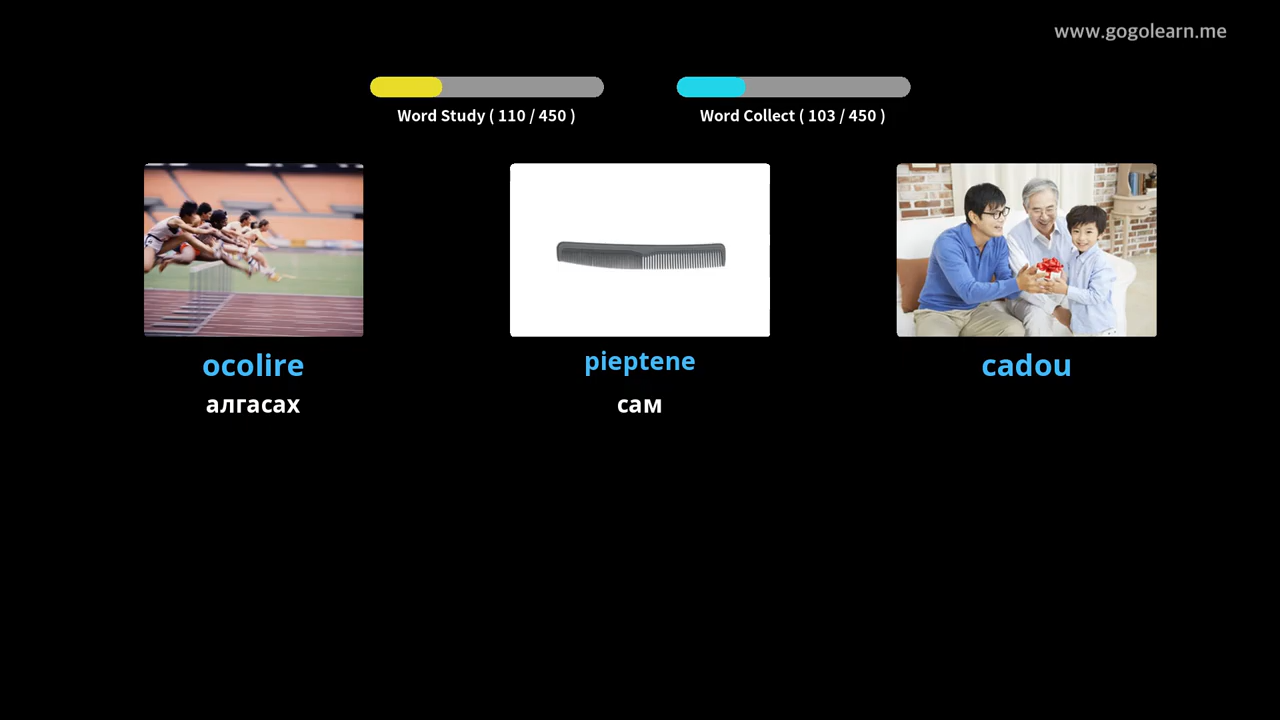 www.gogolearn.me
Word Study ( 110 / 450 )
Word Collect ( 103 / 450 )
ocolire
алгасах
pieptene
сам
cadou